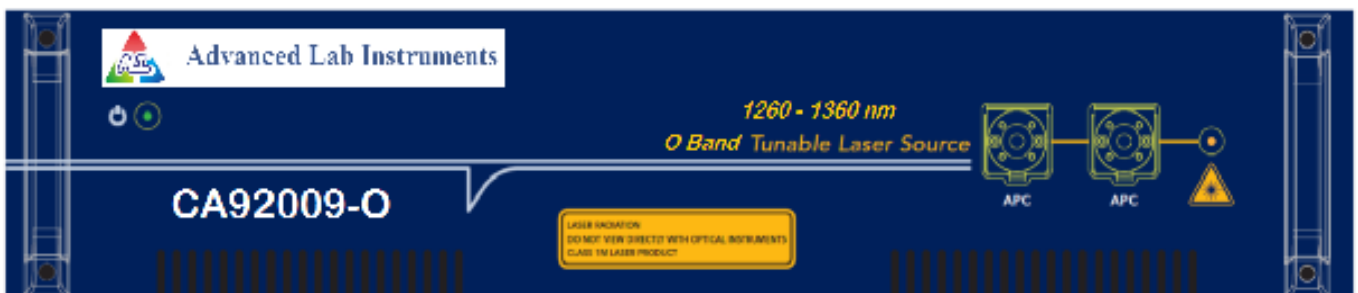 GSG
Advanced Lab Instruments
1260 - 1360 nm
O Band Tunable Laser Source
APC
APC
CA92009-O
LASER RADIATION
DO NOT VIEW DIRECTLY WITH OPTICAL INSTRUMENTS
CLASS 1M LASER PRODUCT